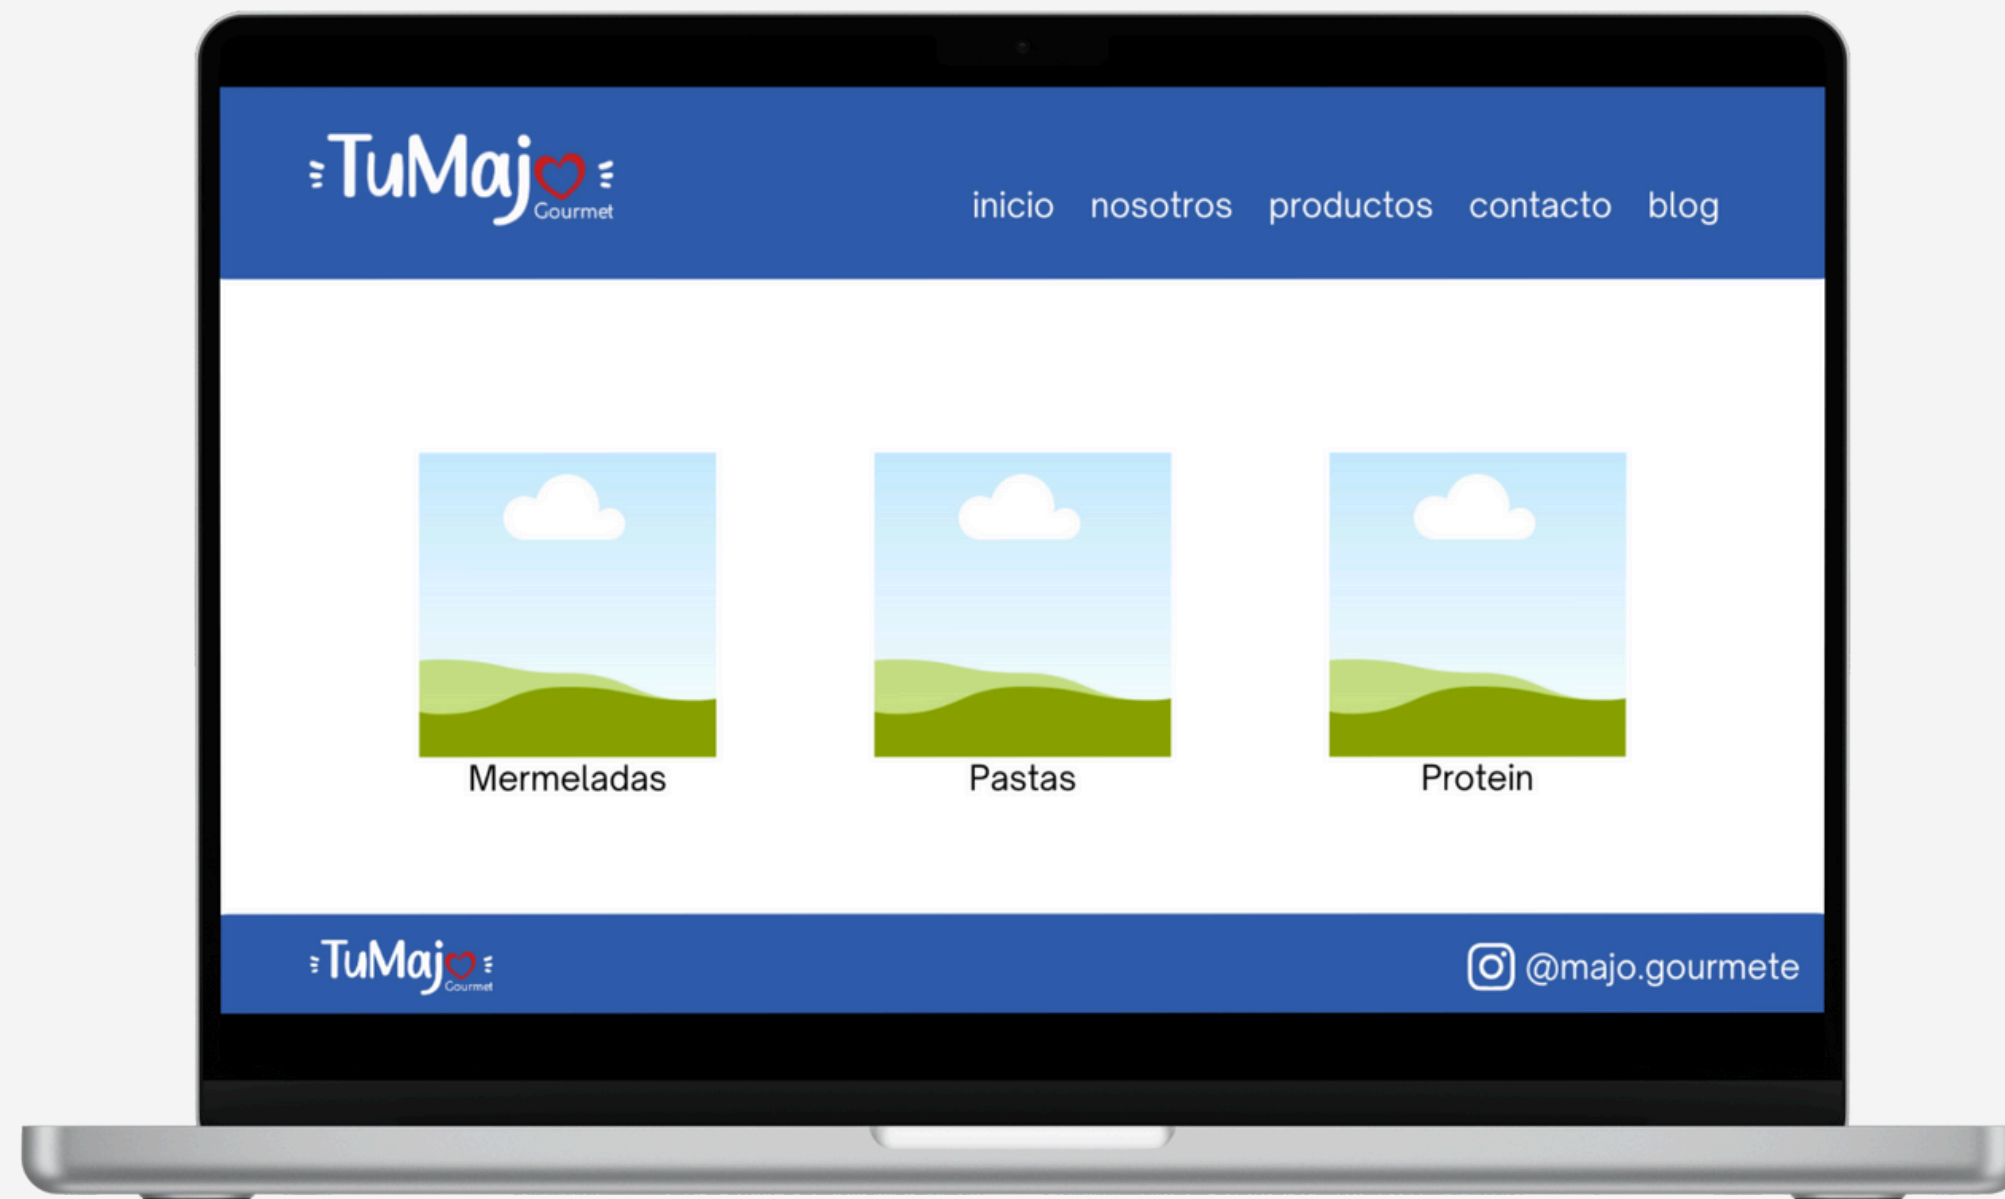 TuMajo
Gourmet
inicio nosotros productos contacto blog
Mermeladas Pastas Protein
TuMajo
Gourmet
@majo.gourmete